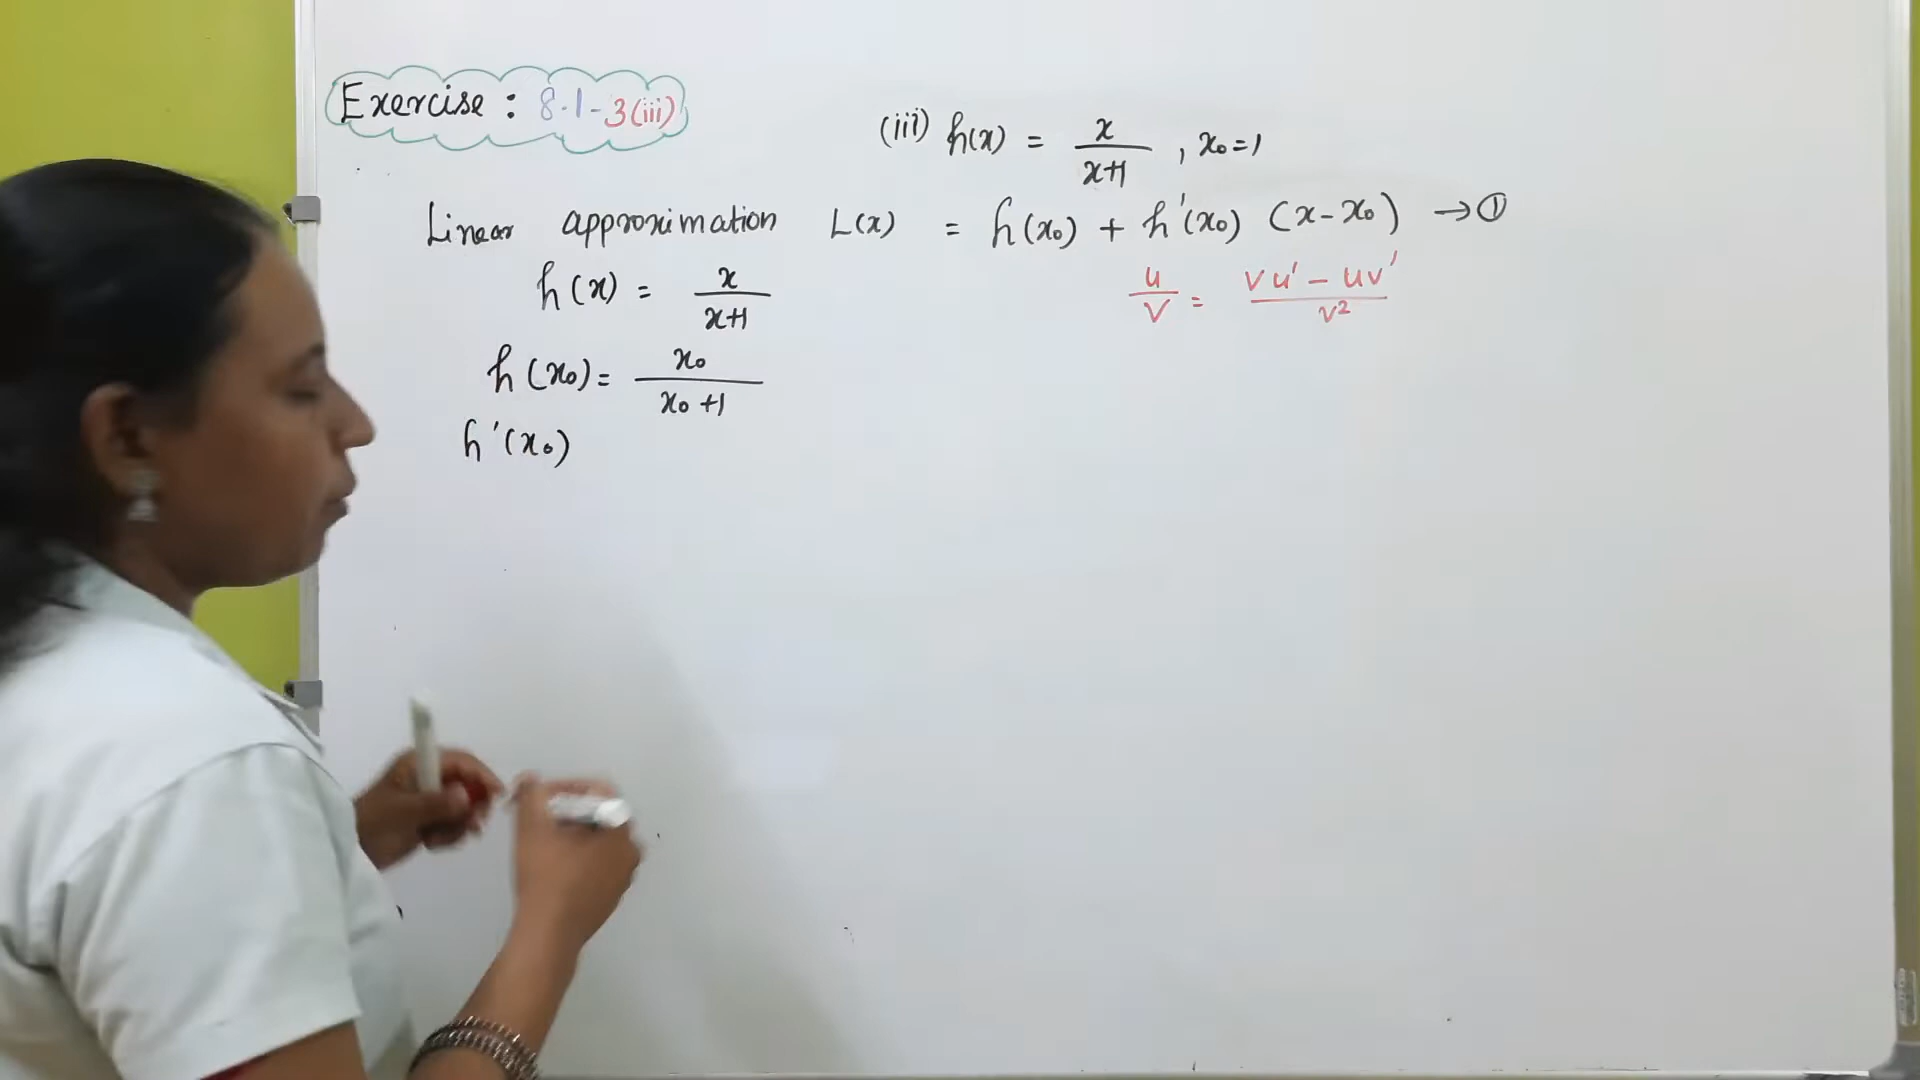 Exercise : 8.1-3(iii)
(iii) h(x) = x/(x+1) , x₀=1
Linear approximation L(x) = h(x₀) + h'(x₀) (x-x₀) → ①
h(x) = x/(x+1)
u/v = (vu' - uv')/v²
h(x₀) = x₀/(x₀+1)
h'(x₀)